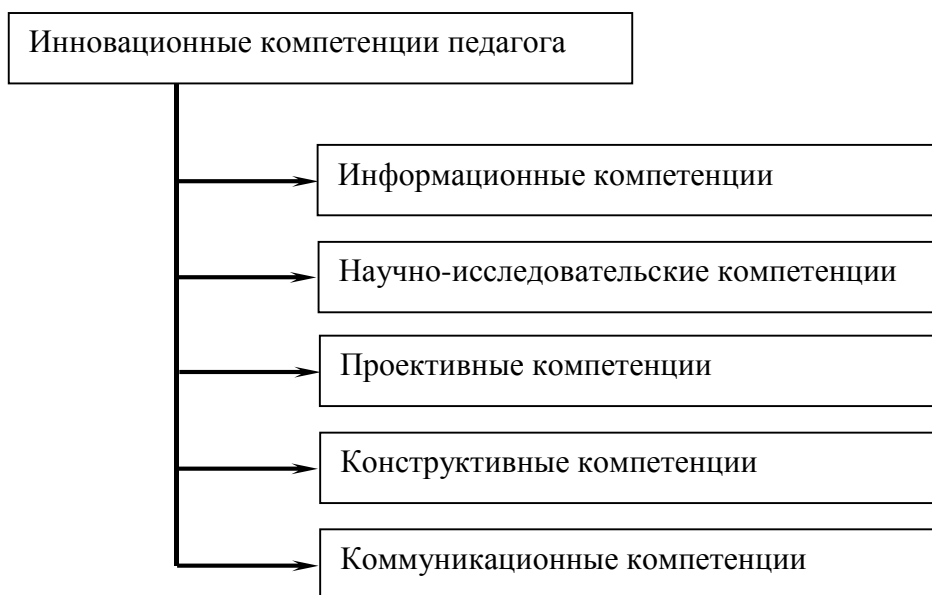 Инновационные компетенции педагога
Информационные компетенции
Научно-исследовательские компетенции
Проективные компетенции
Конструктивные компетенции
Коммуникационные компетенции